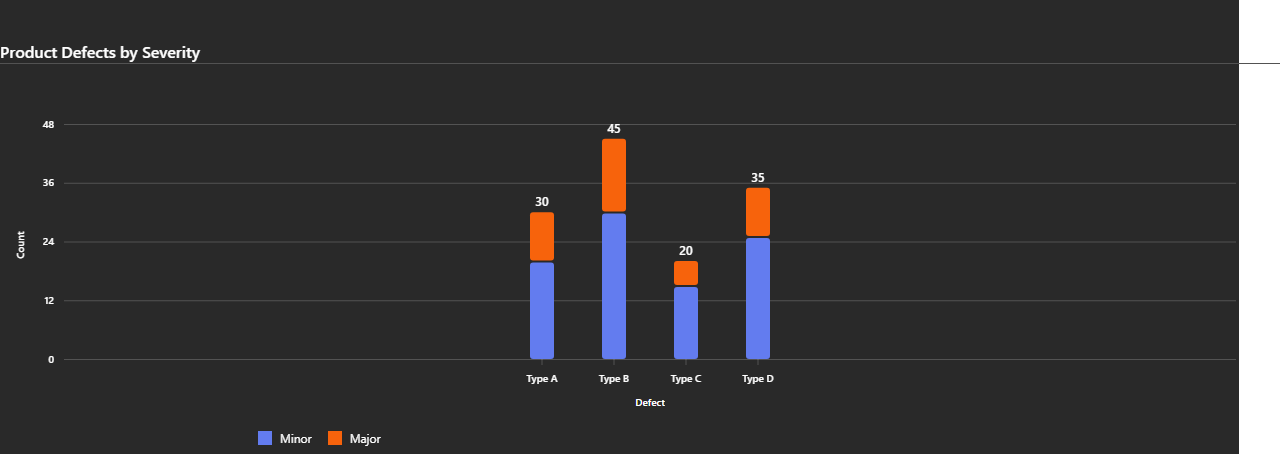 Product Defects by Severity
48
45
36
35
30
24
20
Count
12
0
Type A Type B Type C Type D
Defect
Minor Major